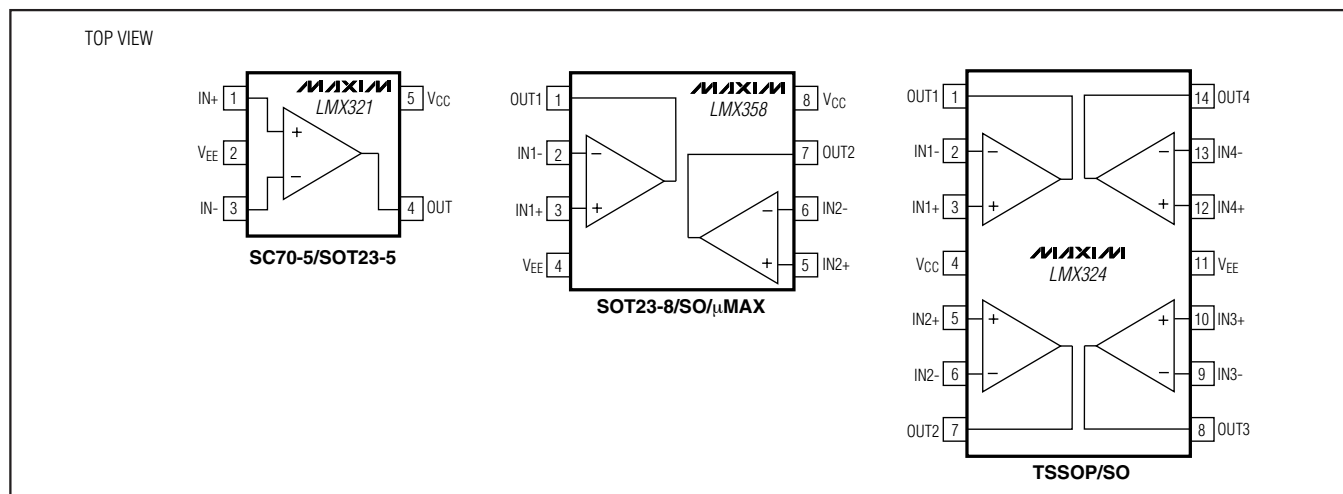 TOP VIEW
MAXIM
LMX321
IN+ 1
VEE 2
IN- 3
5 VCC
4 OUT
+
−
SC70-5/SOT23-5
MAXIM
LMX358
OUT1 1
IN1- 2
IN1+ 3
VEE 4
8 VCC
7 OUT2
6 IN2-
5 IN2+
−
+
−
+
SOT23-8/SO/µMAX
OUT1 1
IN1- 2
IN1+ 3
VCC 4
IN2+ 5
IN2- 6
OUT2 7
14 OUT4
13 IN4-
12 IN4+
11 VEE
10 IN3+
9 IN3-
8 OUT3
−
+
−
+
MAXIM
LMX324
+
−
+
−
TSSOP/SO